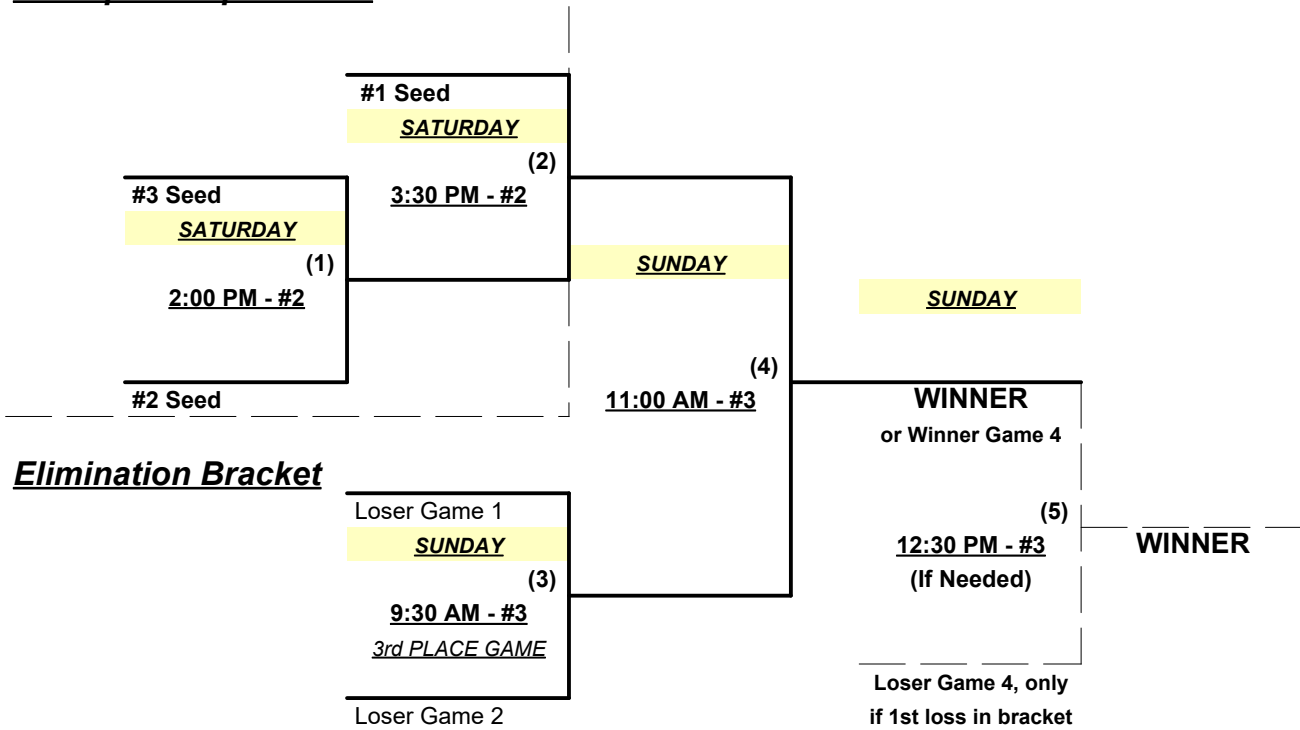 #1 Seed
SATURDAY
(2)
3:30 PM - #2
#3 Seed
SATURDAY
(1)
2:00 PM - #2
#2 Seed
SUNDAY
(4)
11:00 AM - #3
SUNDAY
WINNER
or Winner Game 4
(5)
12:30 PM - #3
(If Needed)
WINNER
Loser Game 4, only
if 1st loss in bracket
Elimination Bracket
Loser Game 1
SUNDAY
(3)
9:30 AM - #3
3rd PLACE GAME
Loser Game 2